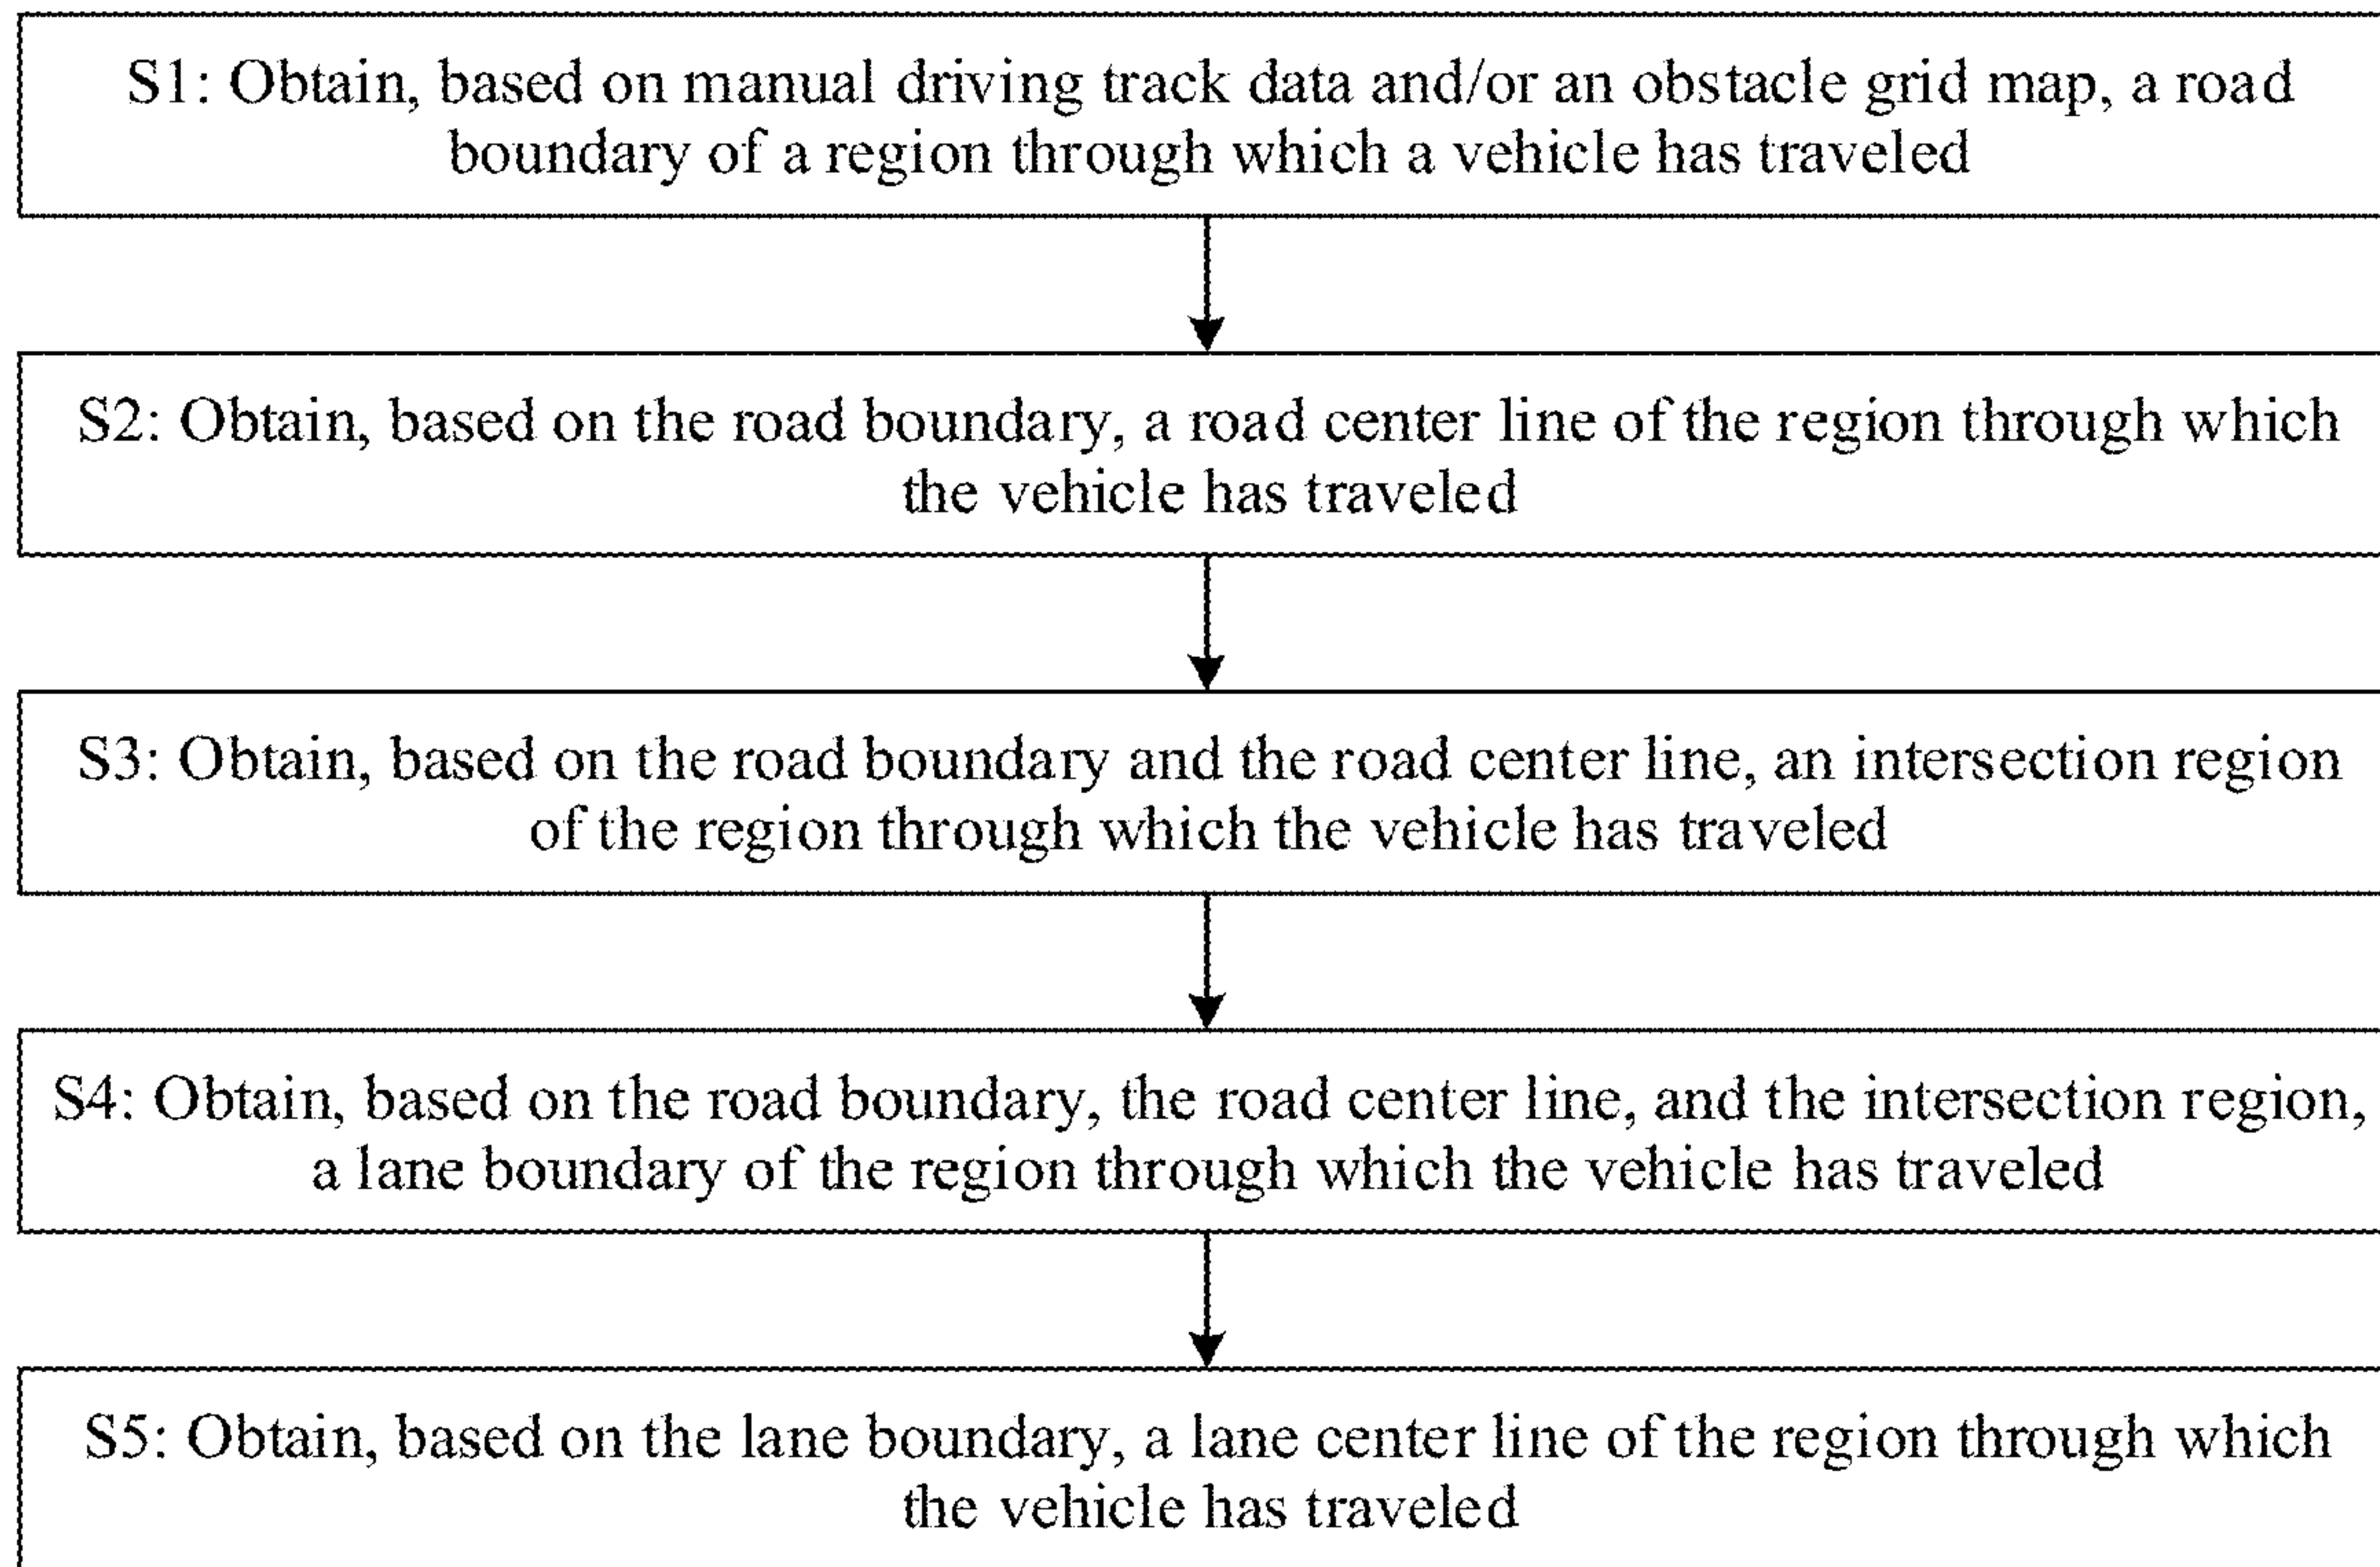 S1: Obtain, based on manual driving track data and/or an obstacle grid map, a road
boundary of a region through which a vehicle has traveled
S2: Obtain, based on the road boundary, a road center line of the region through which
the vehicle has traveled
S3: Obtain, based on the road boundary and the road center line, an intersection region
of the region through which the vehicle has traveled
S4: Obtain, based on the road boundary, the road center line, and the intersection region,
a lane boundary of the region through which the vehicle has traveled
S5: Obtain, based on the lane boundary, a lane center line of the region through which
the vehicle has traveled